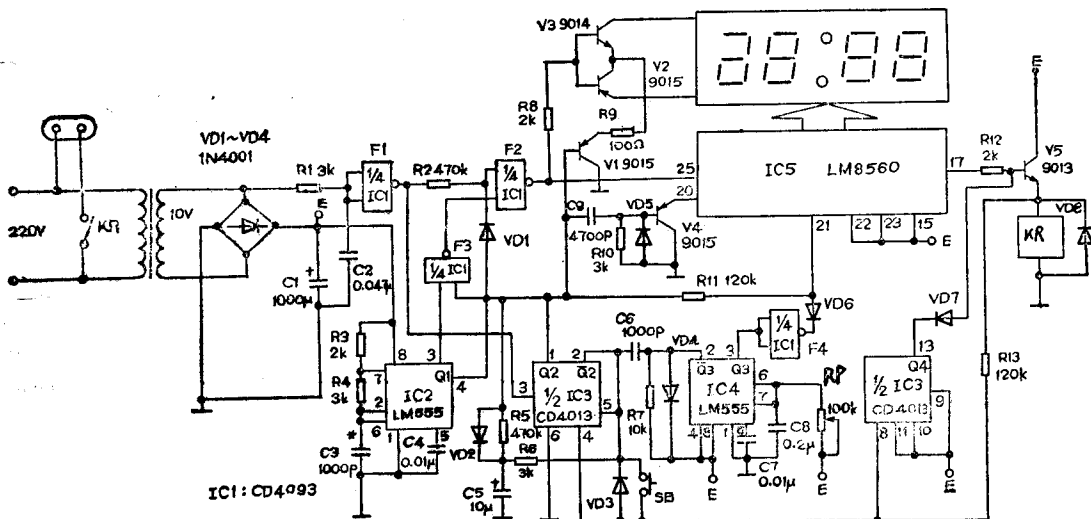 V3 9014
V2
9015
R8
2k
R9
100Ω
V1 9015
VD1~VD4
1N4001
F1
F2
R1 3k
R2 470k
1/4
IC1
1/4
IC1
25
IC5 LM8560
17
R12
2k
V5
9013
E
220V
KR
10V
E
C9
4700P
VD5
20
V4
9015
R10
3k
21
22
23
15
E
KR
VD8
F3
1/4 IC1
VD1
C1
1000μ
C2
0.047μ
R11 120k
VD6
VD7
R3
2k
R4
3k
8
3
7
2
6
1
5
Q1
4
IC2
LM555
C3
1000P
*
C4
0.01μ
VD2
R5
470k
R6
3k
C5
10μ
3
1
2
Q2
Q̅2
1/2 IC3
CD4013
5
6
4
VD3
SB
C6
1000P
VD4
R7
10k
2
3
Q3
Q3
IC4
LM555
6
7
4
8
1
1/4
IC1
F4
RP
100k
C8
0.2μ
C7
0.01μ
E
E
13
Q4
1/2 IC3
CD4013
9
8
11
10
E
R13
120k
IC1: CD4093